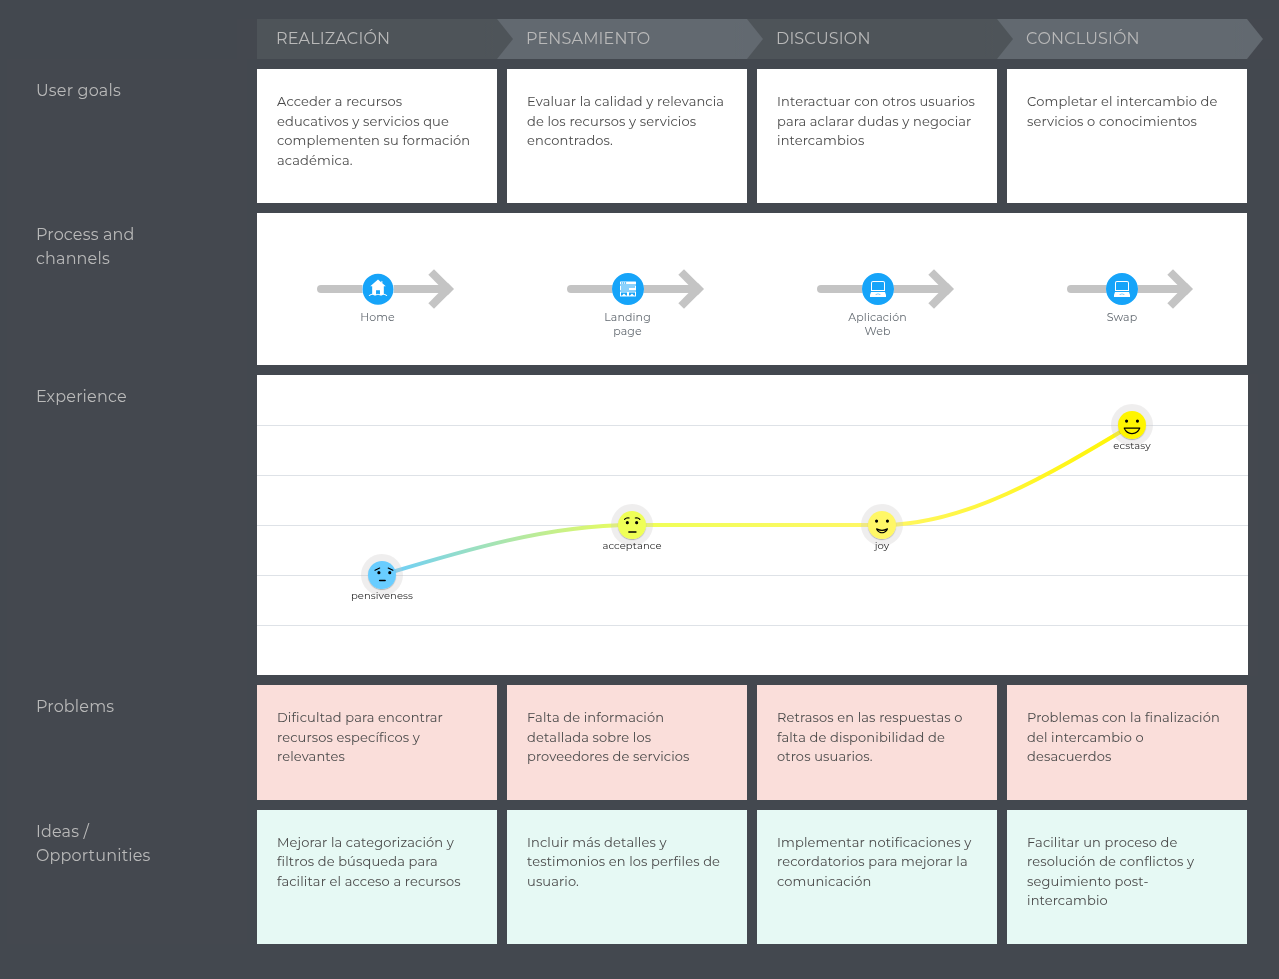 REALIZACIÓN
PENSAMIENTO
DISCUSION
CONCLUSIÓN
User goals
Acceder a recursos
educativos y servicios que
complementen su formación
académica.
Evaluar la calidad y relevancia
de los recursos y servicios
encontrados.
Interactuar con otros usuarios
para aclarar dudas y negociar
intercambios
Completar el intercambio de
servicios o conocimientos
Process and
channels
Home
Landing
page
Aplicación
Web
Swap
Experience
pensiveness
acceptance
joy
ecstasy
Problems
Dificultad para encontrar
recursos específicos y
relevantes
Falta de información
detallada sobre los
proveedores de servicios
Retrasos en las respuestas o
falta de disponibilidad de
otros usuarios.
Problemas con la finalización
del intercambio o
desacuerdos
Ideas /
Opportunities
Mejorar la categorización y
filtros de búsqueda para
facilitar el acceso a recursos
Incluir más detalles y
testimonios en los perfiles de
usuario.
Implementar notificaciones y
recordatorios para mejorar la
comunicación
Facilitar un proceso de
resolución de conflictos y
seguimiento post-
intercambio